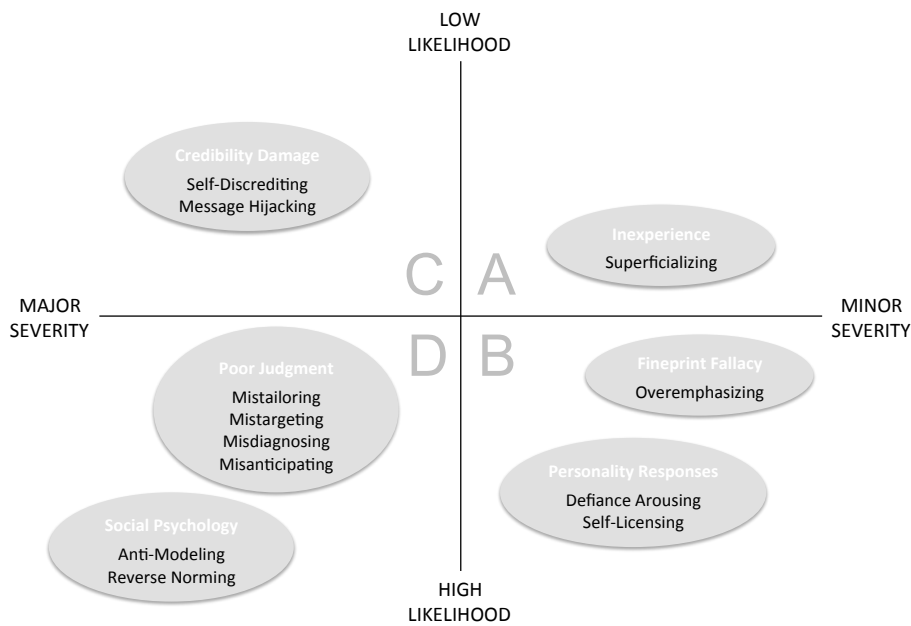 LOW
LIKELIHOOD
Credibility Damage
Self-Discrediting
Message Hijacking
Inexperience
Superficializing
C A
MAJOR
SEVERITY
MINOR
SEVERITY
D B
Poor Judgment
Mistailoring
Mistargeting
Misdiagnosing
Misanticipating
Fineprint Fallacy
Overemphasizing
Personality Responses
Defiance Arousing
Self-Licensing
Social Psychology
Anti-Modeling
Reverse Norming
HIGH
LIKELIHOOD